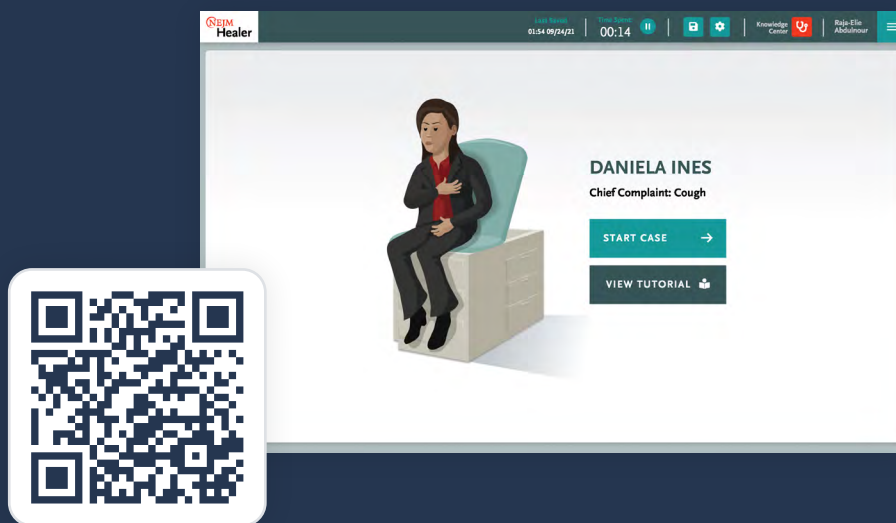 NEJM
Healer
Last Saved
01:54 09/24/21
Time Spent
00:14
Knowledge
Center
Raja-Elie
Abdulnour
DANIELA INES
Chief Complaint: Cough
START CASE
VIEW TUTORIAL